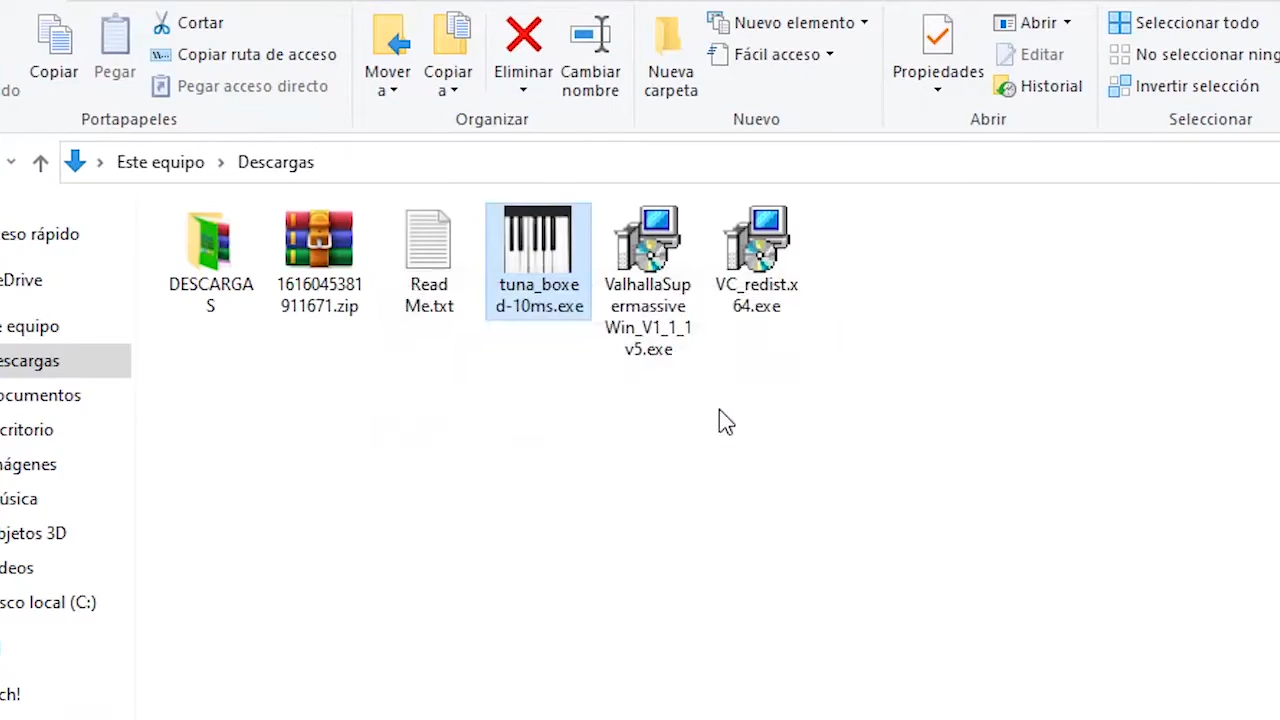 Cortar
Copiar ruta de acceso
Pegar acceso directo
Copiar
Pegar
do
Portapapeles
Mover
a
Copiar
a
Eliminar
Cambiar
nombre
Organizar
Nueva
carpeta
Nuevo elemento
Fácil acceso
Nuevo
Propiedades
Abrir
Editar
Historial
Abrir
Seleccionar todo
No seleccionar ning
Invertir selección
Seleccionar
Este equipo > Descargas
eso rápido
eDrive
e equipo
escargas
ocumentos
critorio
nágenes
úsica
bjetos 3D
deos
sco local (C:)
ch!
DESCARGA
S
1616045381
911671.zip
Read
Me.txt
tuna_boxe
d-10ms.exe
ValhallaSup
ermassive
Win_V1_1_1
v5.exe
VC_redist.x
64.exe